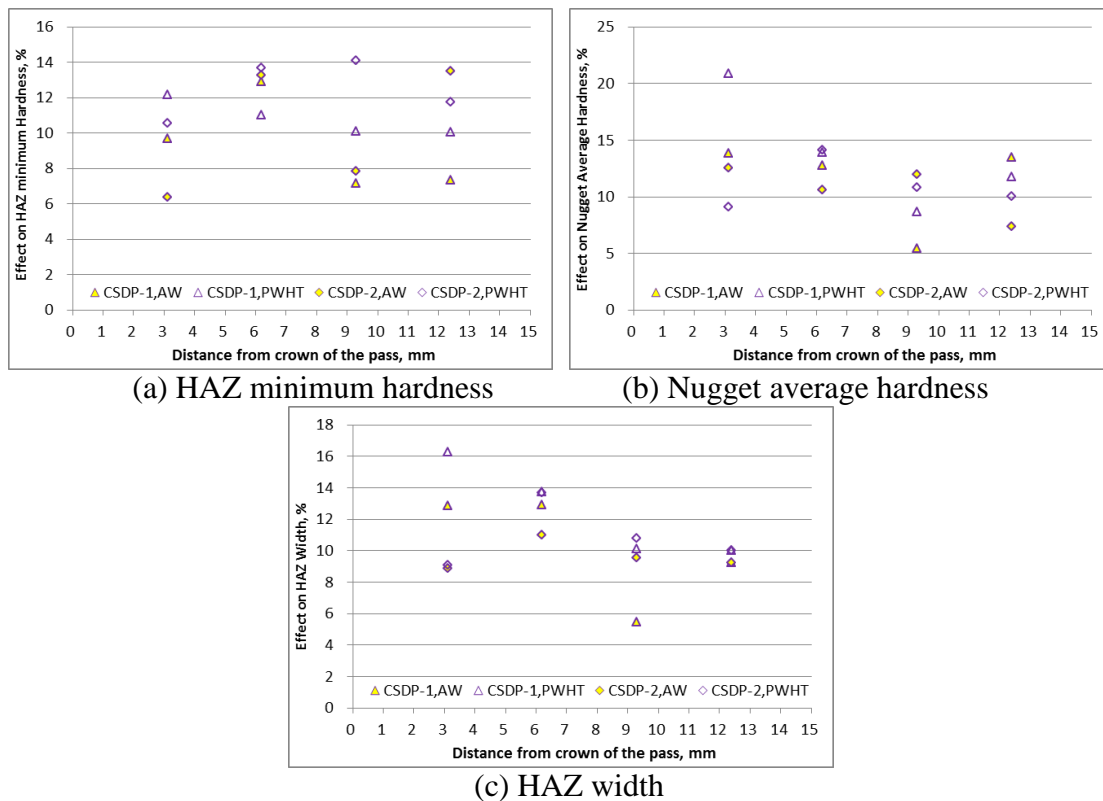 Effect on HAZ minimum Hardness, %
16
14
12
10
8
6
4
2
0
CSDP-1,AW CSDP-1,PWHT CSDP-2,AW CSDP-2,PWHT
0 1 2 3 4 5 6 7 8 9 10 11 12 13 14 15
Distance from crown of the pass, mm
(a) HAZ minimum hardness
Effect on Nugget Average Hardness, %
25
20
15
10
5
0
CSDP-1,AW CSDP-1,PWHT CSDP-2,AW CSDP-2,PWHT
0 1 2 3 4 5 6 7 8 9 10 11 12 13 14 15
Distance from crown of the pass, mm
(b) Nugget average hardness
Effect on HAZ Width, %
18
16
14
12
10
8
6
4
2
0
CSDP-1,AW CSDP-1,PWHT CSDP-2,AW CSDP-2,PWHT
0 1 2 3 4 5 6 7 8 9 10 11 12 13 14 15
Distance from crown of the pass, mm
(c) HAZ width